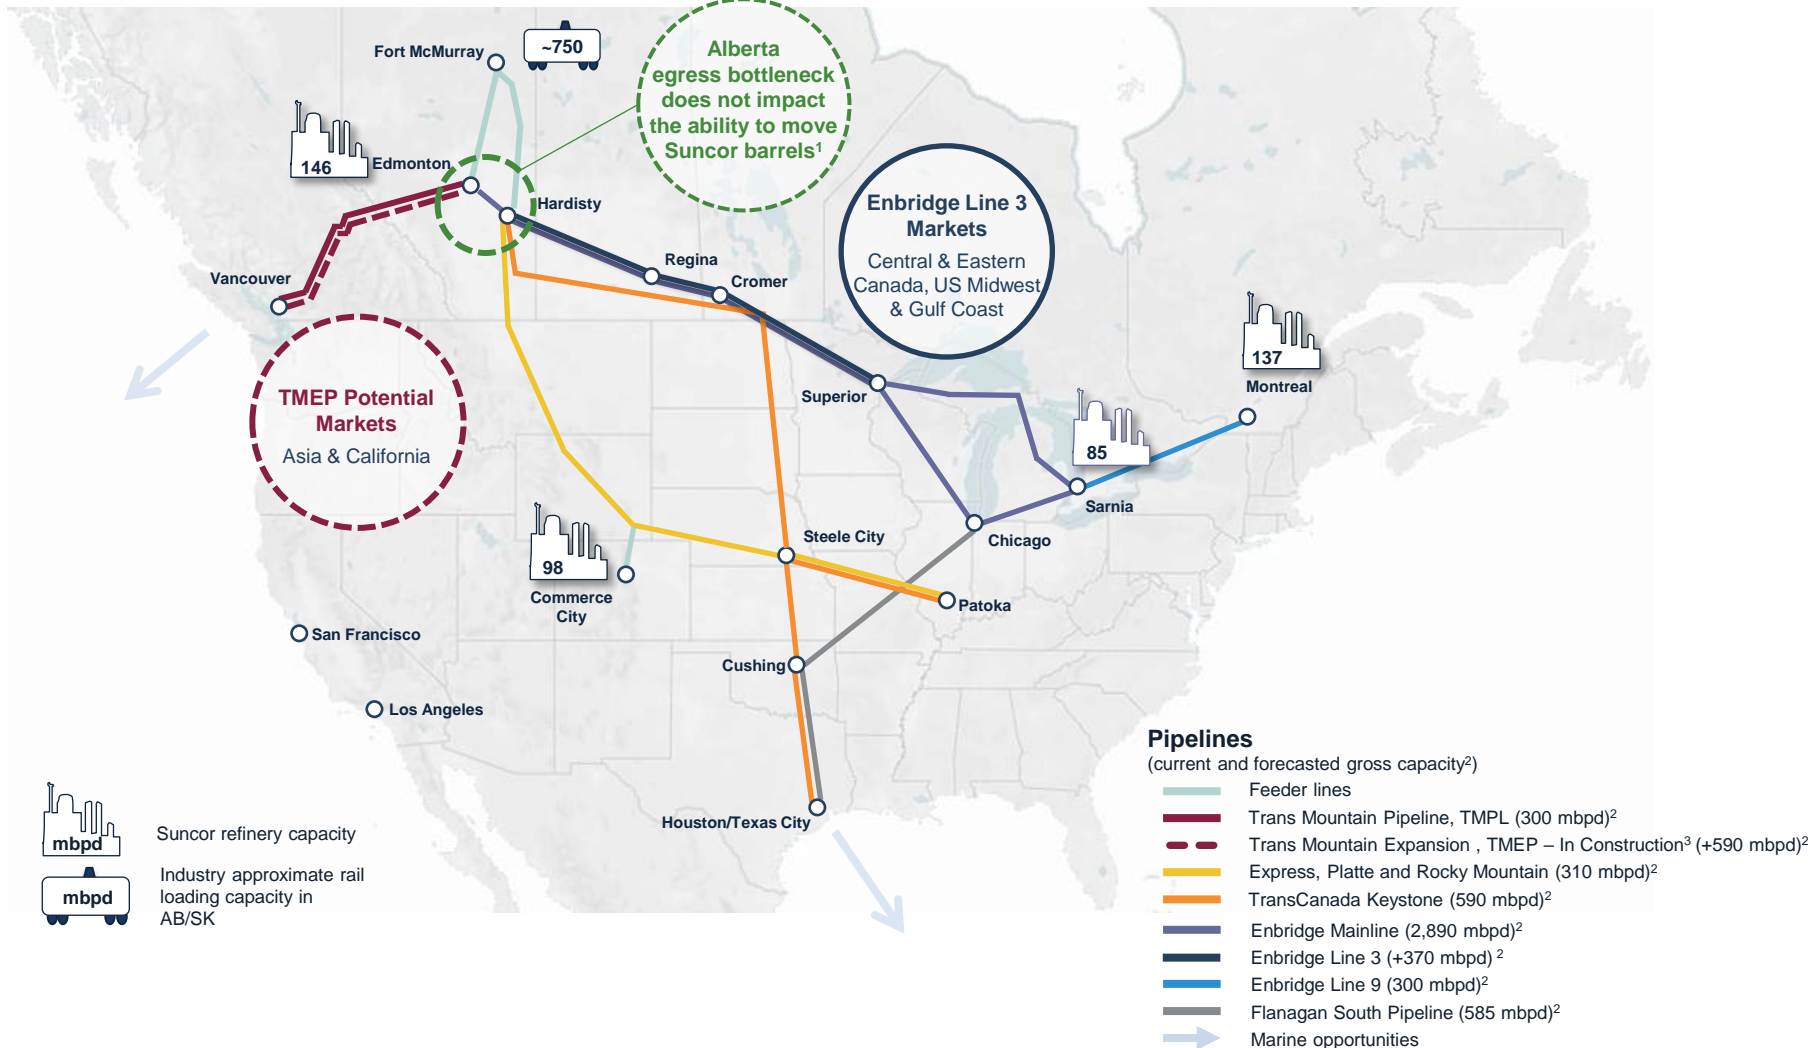 Fort McMurray
~750
Alberta
egress bottleneck
does not impact
the ability to move
Suncor barrels¹
146
Edmonton
Hardisty
Enbridge Line 3
Markets
Central & Eastern
Canada, US Midwest
& Gulf Coast
Regina
Cromer
Vancouver
137
Montreal
TMEP Potential
Markets
Asia & California
Superior
85
Sarnia
Steele City
Chicago
98
Commerce
City
Patoka
San Francisco
Cushing
Los Angeles
Houston/Texas City
mbpd
Suncor refinery capacity
mbpd
Industry approximate rail
loading capacity in
AB/SK
Pipelines
(current and forecasted gross capacity²)
Feeder lines
Trans Mountain Pipeline, TMPL (300 mbpd)²
Trans Mountain Expansion , TMEP – In Construction³ (+590 mbpd)²
Express, Platte and Rocky Mountain (310 mbpd)²
TransCanada Keystone (590 mbpd)²
Enbridge Mainline (2,890 mbpd)²
Enbridge Line 3 (+370 mbpd) ²
Enbridge Line 9 (300 mbpd)²
Flanagan South Pipeline (585 mbpd)²
Marine opportunities